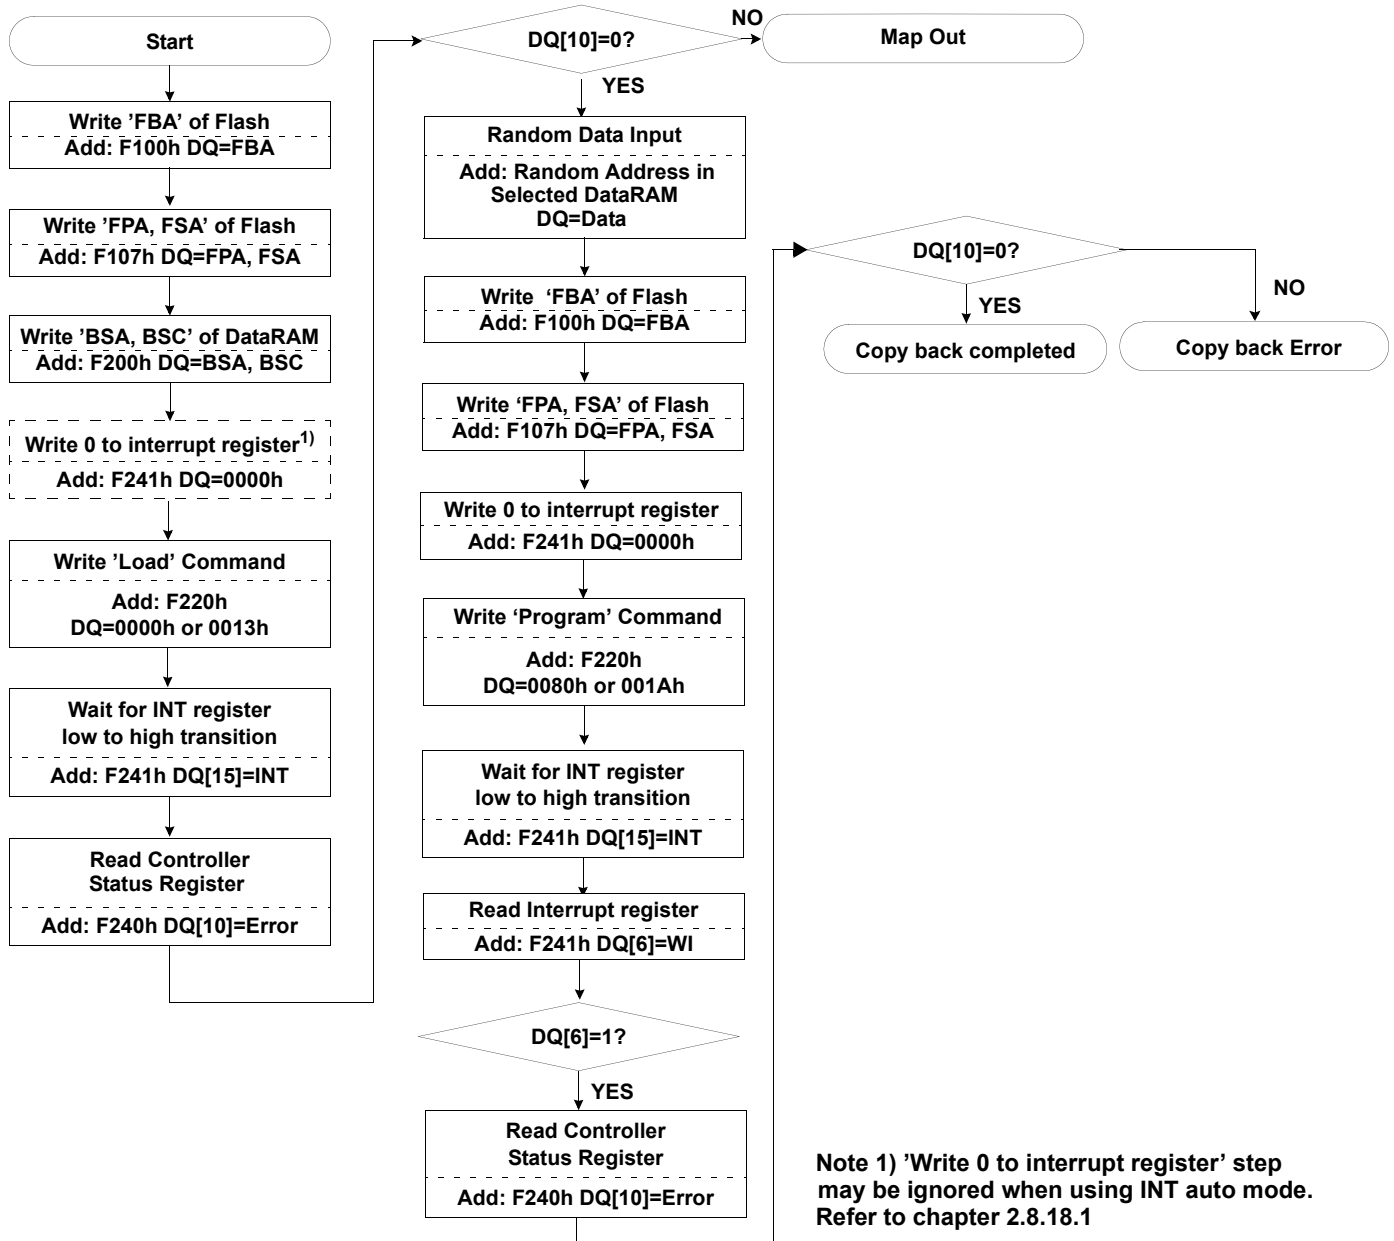 Start
Write ’FBA’ of Flash
Add: F100h DQ=FBA
Write ’FPA, FSA’ of Flash
Add: F107h DQ=FPA, FSA
Write ’BSA, BSC’ of DataRAM
Add: F200h DQ=BSA, BSC
Write 0 to interrupt register1)
Add: F241h DQ=0000h
Write ’Load’ Command
Add: F220h
DQ=0000h or 0013h
Wait for INT register
low to high transition
Add: F241h DQ[15]=INT
Read Controller
Status Register
Add: F240h DQ[10]=Error
DQ[10]=0?
NO
Map Out
YES
Random Data Input
Add: Random Address in
Selected DataRAM
DQ=Data
Write ‘FBA’ of Flash
Add: F100h DQ=FBA
Write ‘FPA, FSA’ of Flash
Add: F107h DQ=FPA, FSA
Write 0 to interrupt register
Add: F241h DQ=0000h
Write ‘Program’ Command
Add: F220h
DQ=0080h or 001Ah
Wait for INT register
low to high transition
Add: F241h DQ[15]=INT
Read Interrupt register
Add: F241h DQ[6]=WI
DQ[6]=1?
YES
Read Controller
Status Register
Add: F240h DQ[10]=Error
DQ[10]=0?
YES
NO
Copy back completed
Copy back Error
Note 1) ’Write 0 to interrupt register’ step
may be ignored when using INT auto mode.
Refer to chapter 2.8.18.1